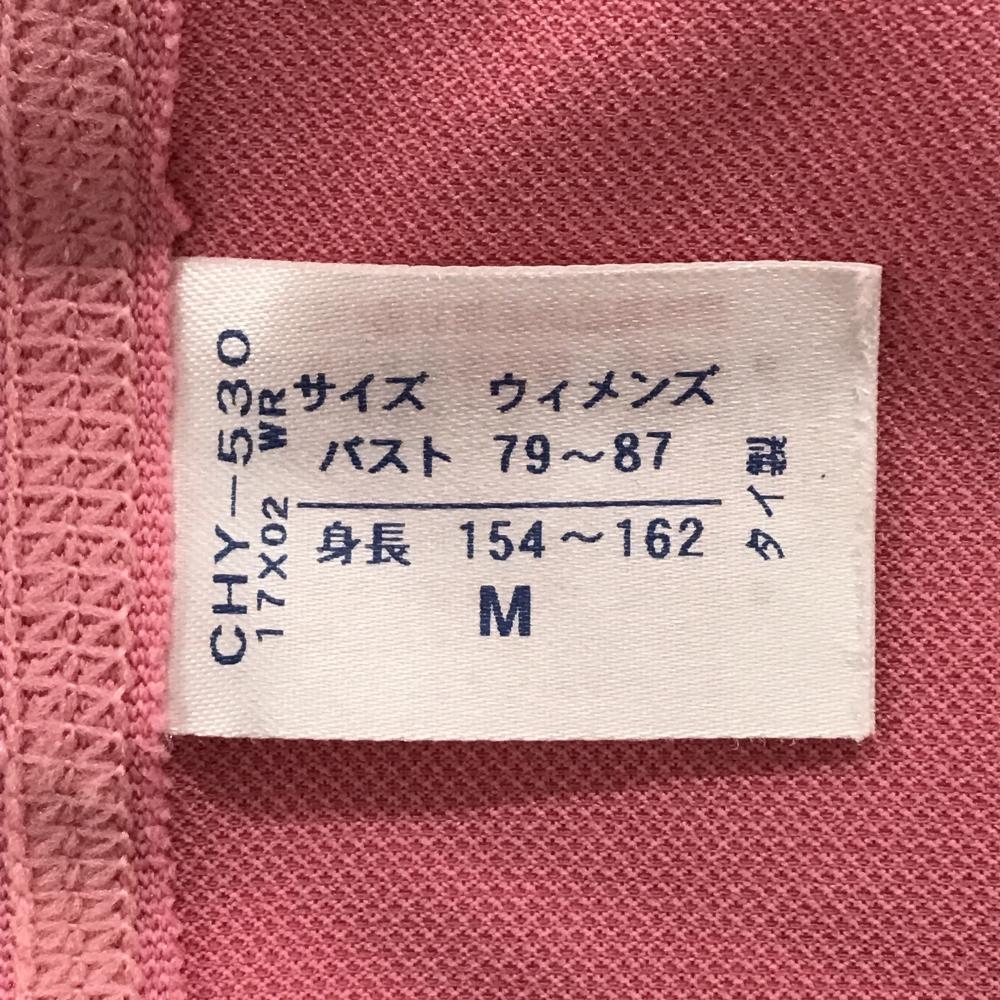 サイズ ウィメンズ
バスト 79～87
身長 154～162
M
CHY-530
17X02 WR
タイ製